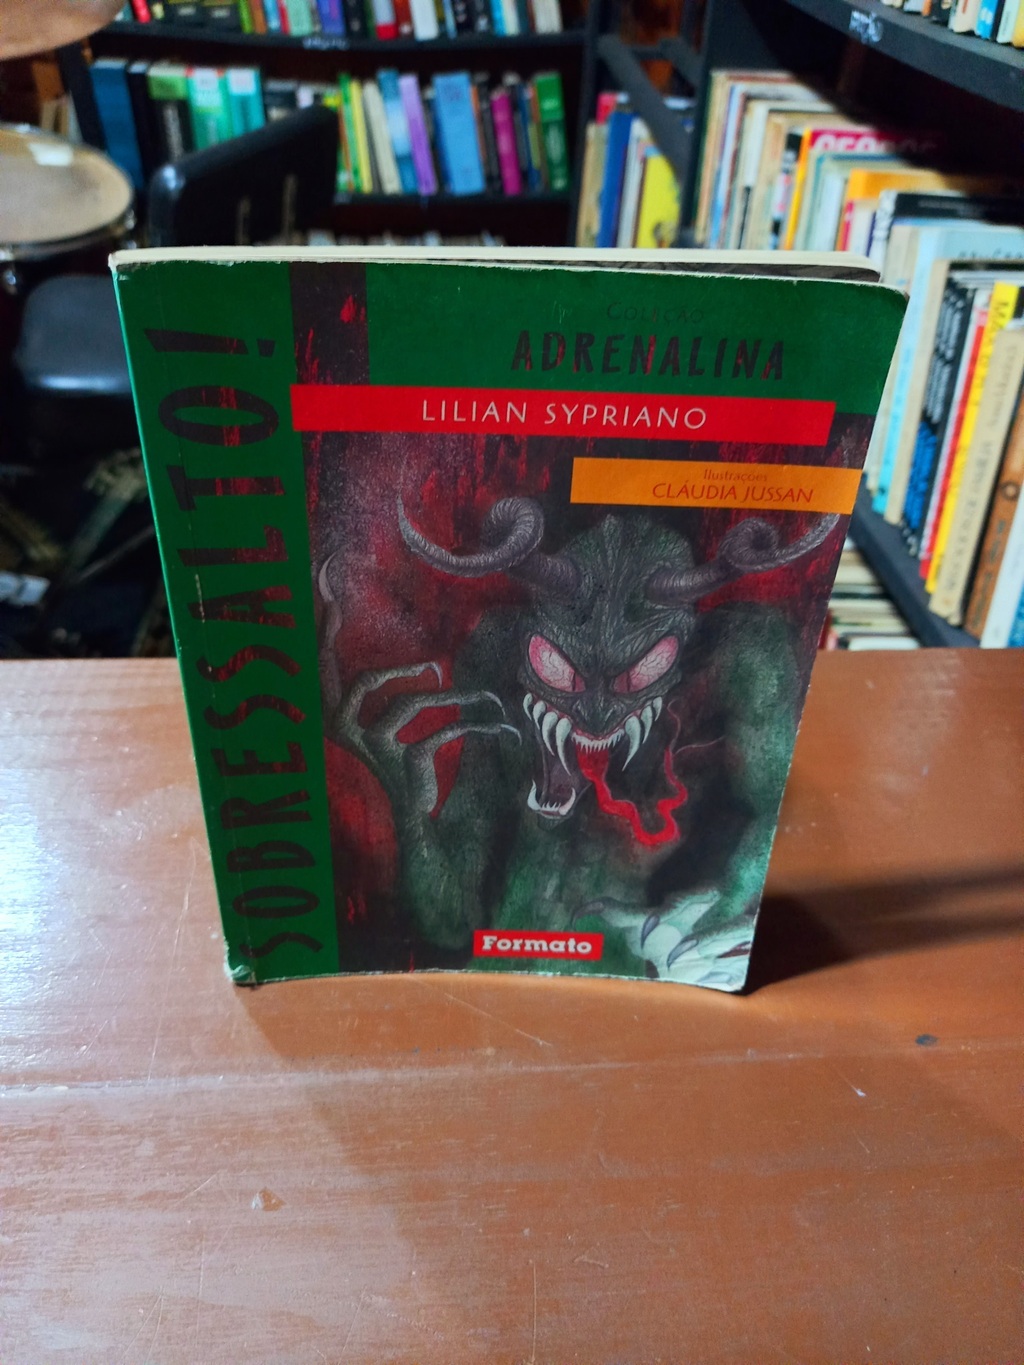 SOBRESSALTO!
COLEÇÃO
ADRENALINA
LILIAN SYPRIANO
Ilustrações
CLÁUDIA JUSSAN
Formato